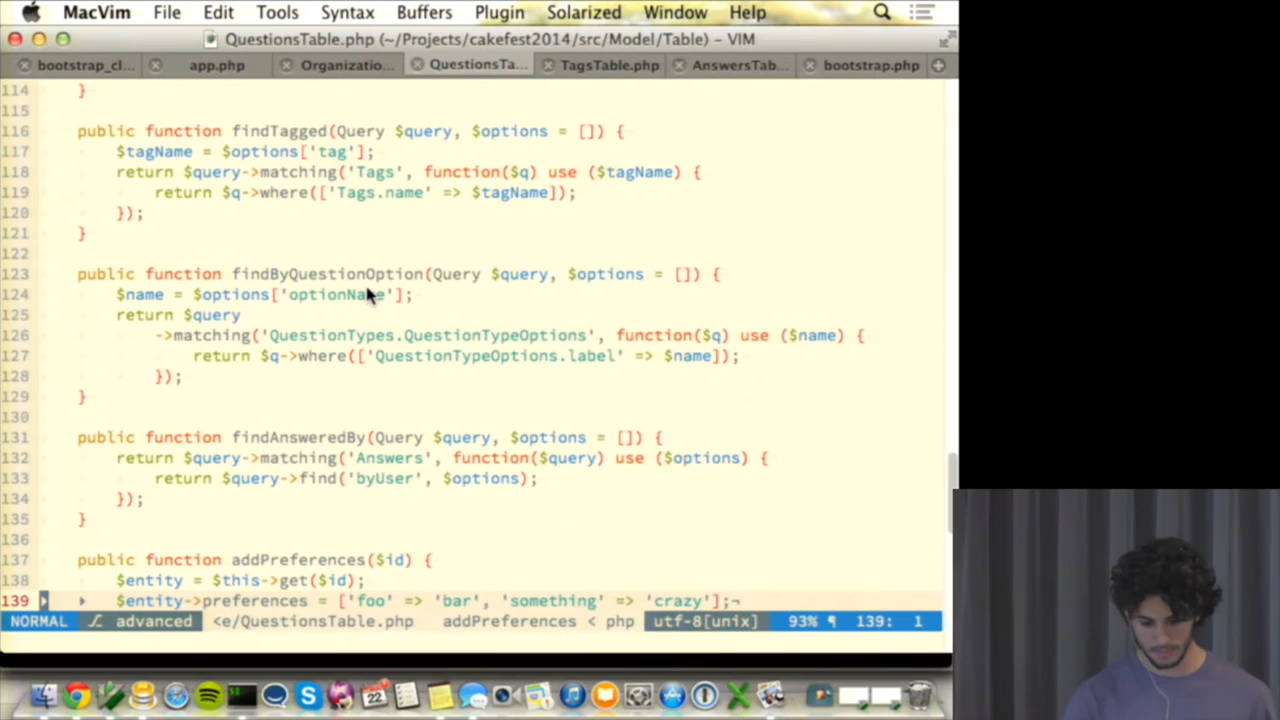 MacVim File Edit Tools Syntax Buffers Plugin Solarized Window Help
QuestionsTable.php (~/Projects/cakefest2014/src/Model/Table) – VIM
bootstrap_cl... app.php Organizatio... QuestionsTa... TagsTable.php AnswersTab... bootstrap.php
114 }
115
116 public function findTagged(Query $query, $options = []) {
117 $tagName = $options['tag'];
118 return $query->matching('Tags', function($q) use ($tagName) {
119 return $q->where(['Tags.name' => $tagName]);
120 });
121 }
122
123 public function findByQuestionOption(Query $query, $options = []) {
124 $name = $options['optionName'];
125 return $query
126 ->matching('QuestionTypes.QuestionTypeOptions', function($q) use ($name) {
127 return $q->where(['QuestionTypeOptions.label' => $name]);
128 });
129 }
130
131 public function findAnsweredBy(Query $query, $options = []) {
132 return $query->matching('Answers', function($query) use ($options) {
133 return $query->find('byUser', $options);
134 });
135 }
136
137 public function addPreferences($id) {
138 $entity = $this->get($id);
139 $entity->preferences = ['foo' => 'bar', 'something' => 'crazy'];¬
NORMAL advanced <e/QuestionsTable.php addPreferences < php utf-8[unix] 93% ¶ 139: 1
22